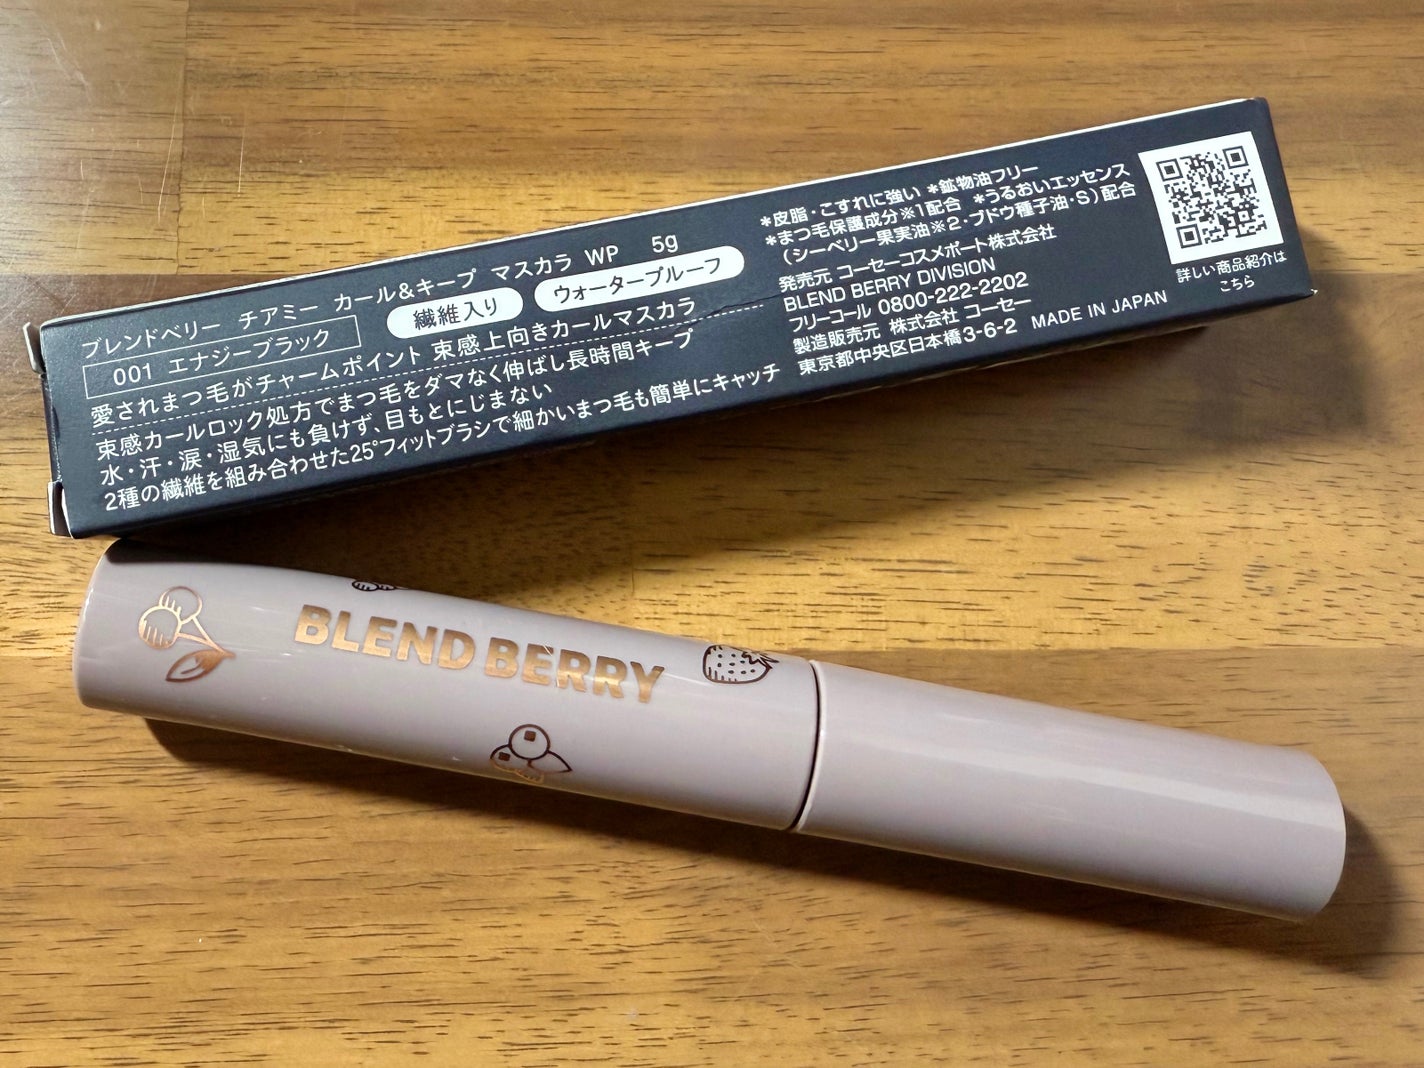 ブレンドベリー チアミー カール&キープ マスカラ WP 5g
001 エナジーブラック
繊維入り
ウォータープルーフ
愛されまつ毛がチャームポイント 束感上向きカールマスカラ
束感カールロック処方でまつ毛をダマなく伸ばし長時間キープ
水・汗・涙・湿気にも負けず、目もとににじまない
2種の繊維を組み合わせた25°フィットブラシで細かいまつ毛も簡単にキャッチ
*皮脂・こすれに強い *鉱物油フリー
*まつ毛保護成分※1配合 *うるおいエッセンス
(シーベリー果実油※2・ブドウ種子油・S)配合
発売元 コーセーコスメポート株式会社
BLEND BERRY DIVISION
フリーコール 0800-222-2202
製造販売元 株式会社 コーセー
東京都中央区日本橋3-6-2 MADE IN JAPAN
詳しい商品紹介は
こちら
BLEND BERRY